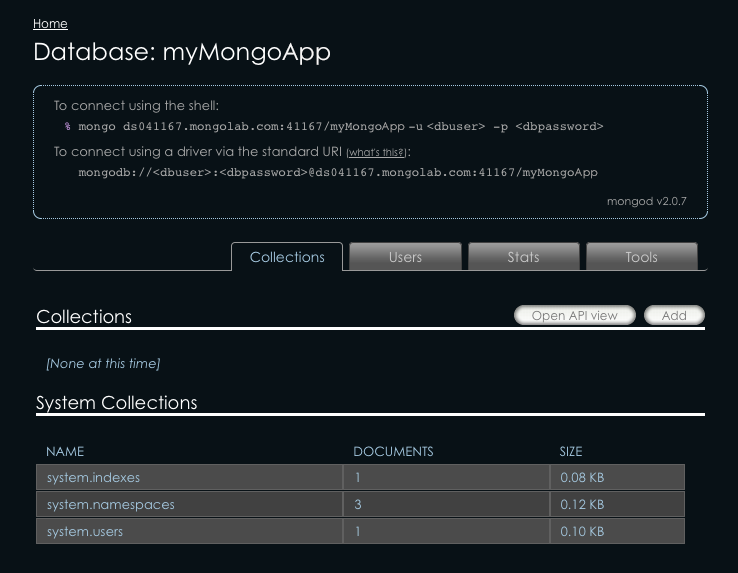 Home
Database: myMongoApp
To connect using the shell:
% mongo ds041167.mongolab.com:41167/myMongoApp -u <dbuser> -p <dbpassword>
To connect using a driver via the standard URI (what's this?):
mongodb://<dbuser>:<dbpassword>@ds041167.mongolab.com:41167/myMongoApp
mongod v2.0.7
Collections Users Stats Tools
Collections Open API view Add
[None at this time]
System Collections
NAME DOCUMENTS SIZE
system.indexes 1 0.08 KB
system.namespaces 3 0.12 KB
system.users 1 0.10 KB